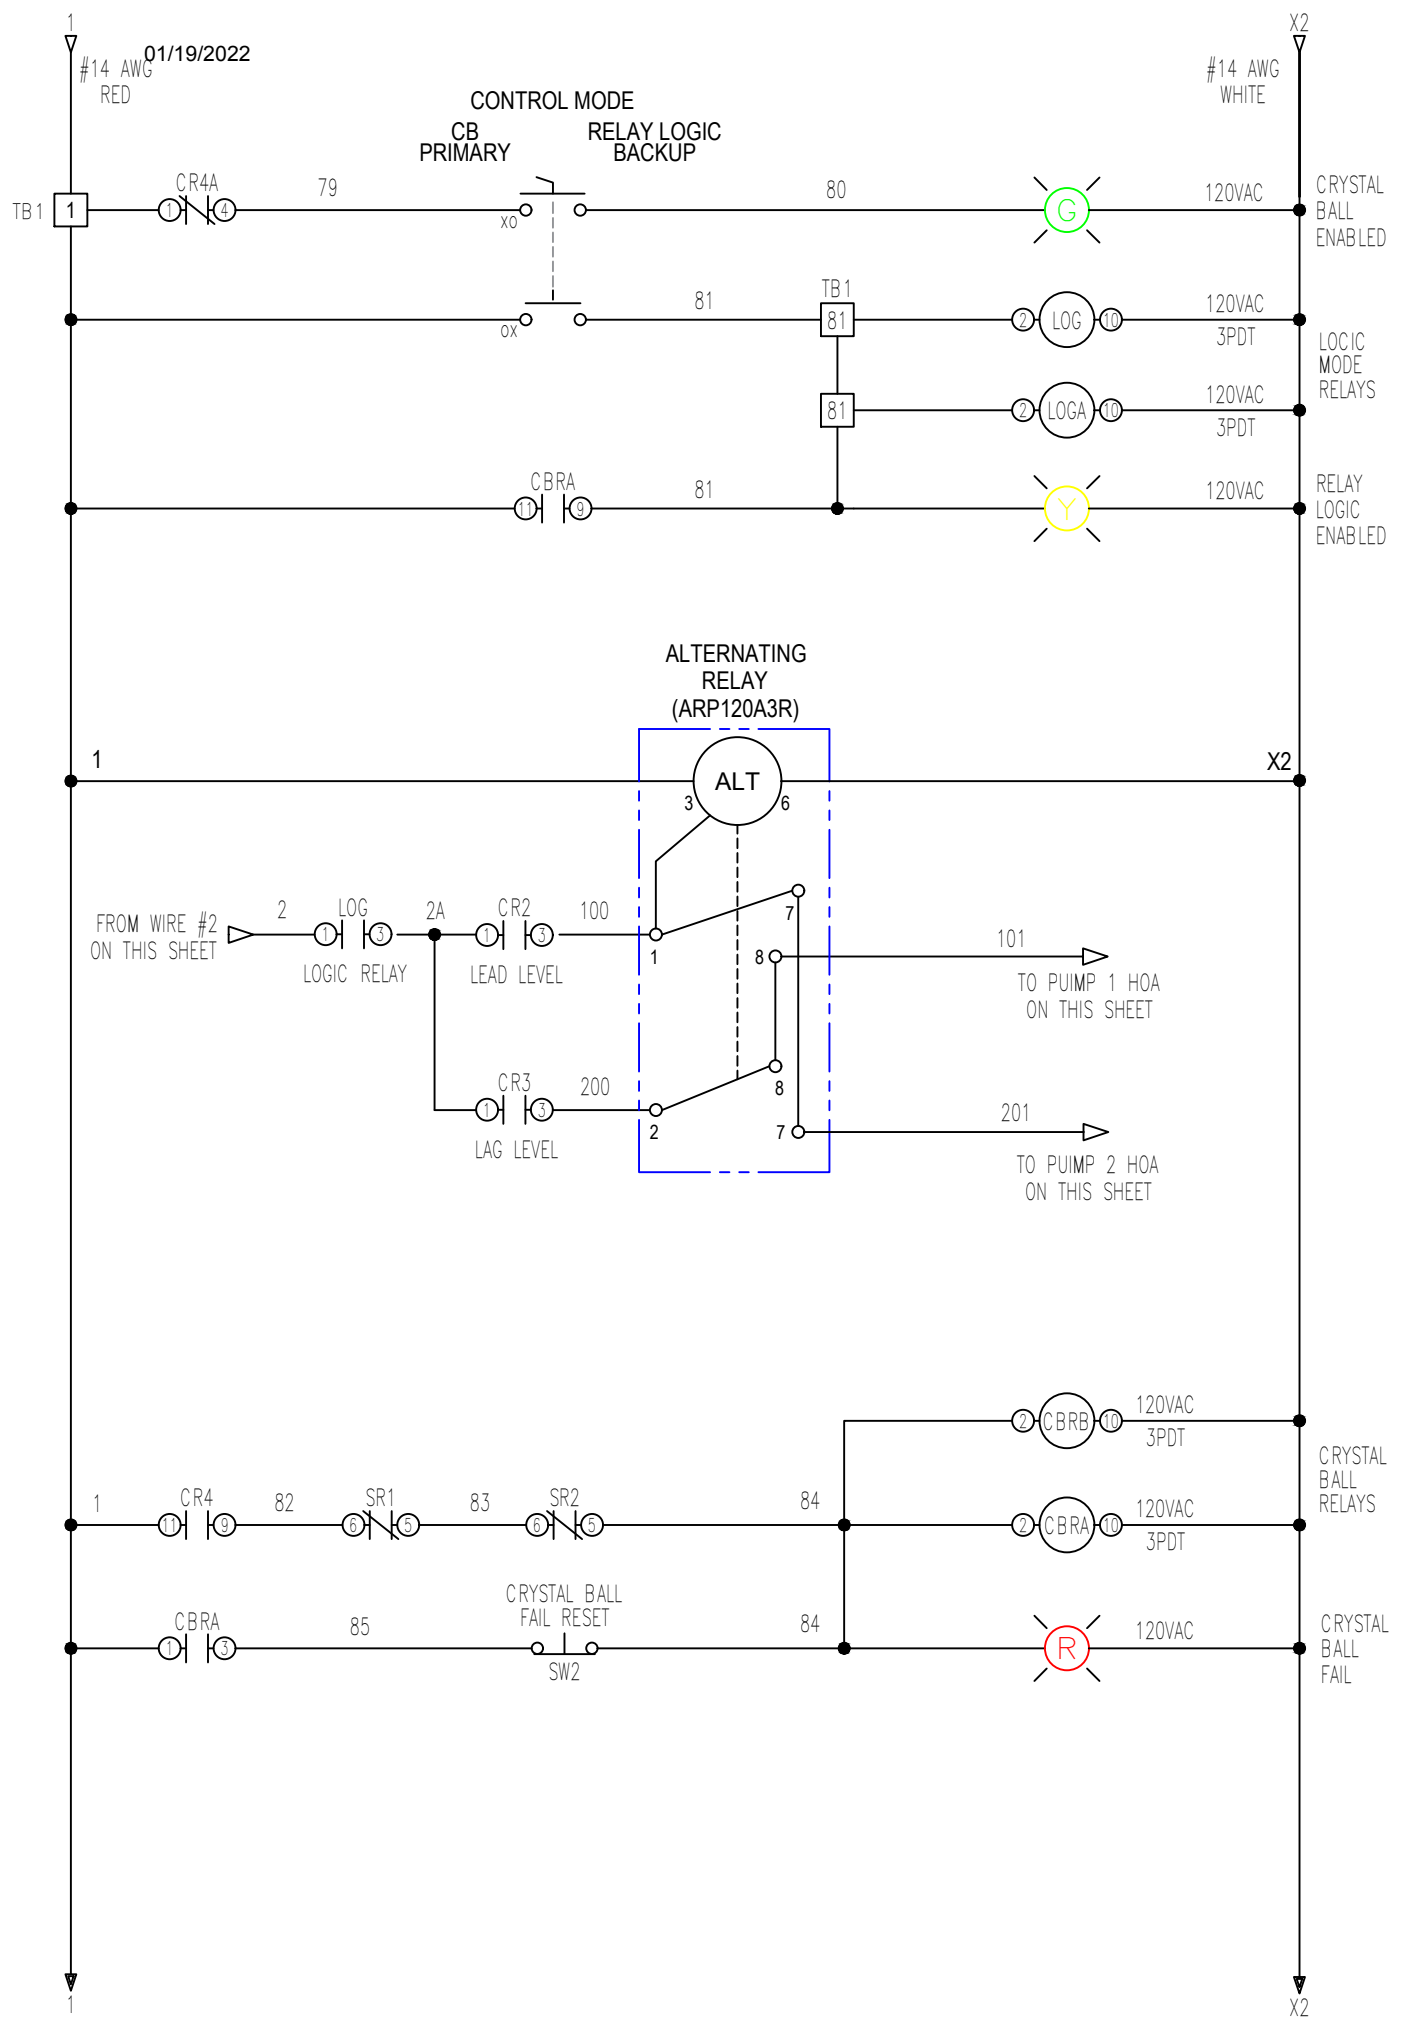 1
X2
01/19/2022
#14 AWG
RED
#14 AWG
WHITE
CONTROL MODE
CB
PRIMARY
RELAY LOGIC
BACKUP
TB1
1
CR4A
1
4
79
XO
80
G
120VAC
CRYSTAL
BALL
ENABLED
OX
81
TB1
81
2
LOG
10
120VAC
3PDT
LOCIC
MODE
RELAYS
81
2
LOGA
10
120VAC
3PDT
CBRA
11
9
81
Y
120VAC
RELAY
LOGIC
ENABLED
ALTERNATING
RELAY
(ARP120A3R)
1
ALT
3
6
X2
FROM WIRE #2
ON THIS SHEET
2
LOG
1
3
LOGIC RELAY
2A
CR2
1
3
LEAD LEVEL
100
1
7
8
101
TO PUIMP 1 HOA
ON THIS SHEET
CR3
1
3
LAG LEVEL
200
2
8
7
201
TO PUIMP 2 HOA
ON THIS SHEET
2
CBRB
10
120VAC
3PDT
CRYSTAL
BALL
RELAYS
1
CR4
11
9
82
SR1
6
5
83
SR2
6
5
84
2
CBRA
10
120VAC
3PDT
CBRA
1
3
85
CRYSTAL BALL
FAIL RESET
SW2
84
R
120VAC
CRYSTAL
BALL
FAIL
1
X2